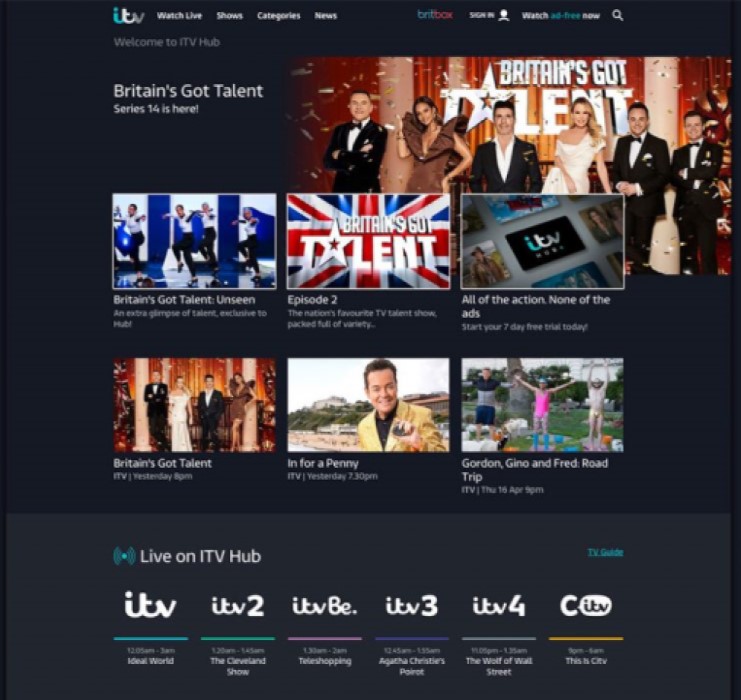 itv Watch Live Shows Categories News britbox SIGN IN Watch ad-free now
Welcome to ITV Hub
Britain's Got Talent
Series 14 is here!
BRITAIN'S GOT
TALENT
BRITAIN'S GOT
TALENT
itv
HUB+
Britain's Got Talent: Unseen
An extra glimpse of talent, exclusive to
Hub!
Episode 2
The nation's favourite TV talent show,
packed full of variety...
All of the action. None of the
ads
Start your 7 day free trial today!
Britain's Got Talent
ITV | Yesterday 8pm
In for a Penny
ITV | Yesterday 7.30pm
Gordon, Gino and Fred: Road
Trip
ITV | Thu 16 Apr 9pm
Live on ITV Hub
TV Guide
itv itv2 itvBe. itv3 itv4 Citv
12.05am - 3am
Ideal World
1.20am - 1.45am
The Cleveland
Show
1.30am - 2am
Teleshopping
12.45am - 1.55am
Agatha Christie's
Poirot
11.05pm - 1.35am
The Wolf of Wall
Street
9pm - 6am
This is Citv